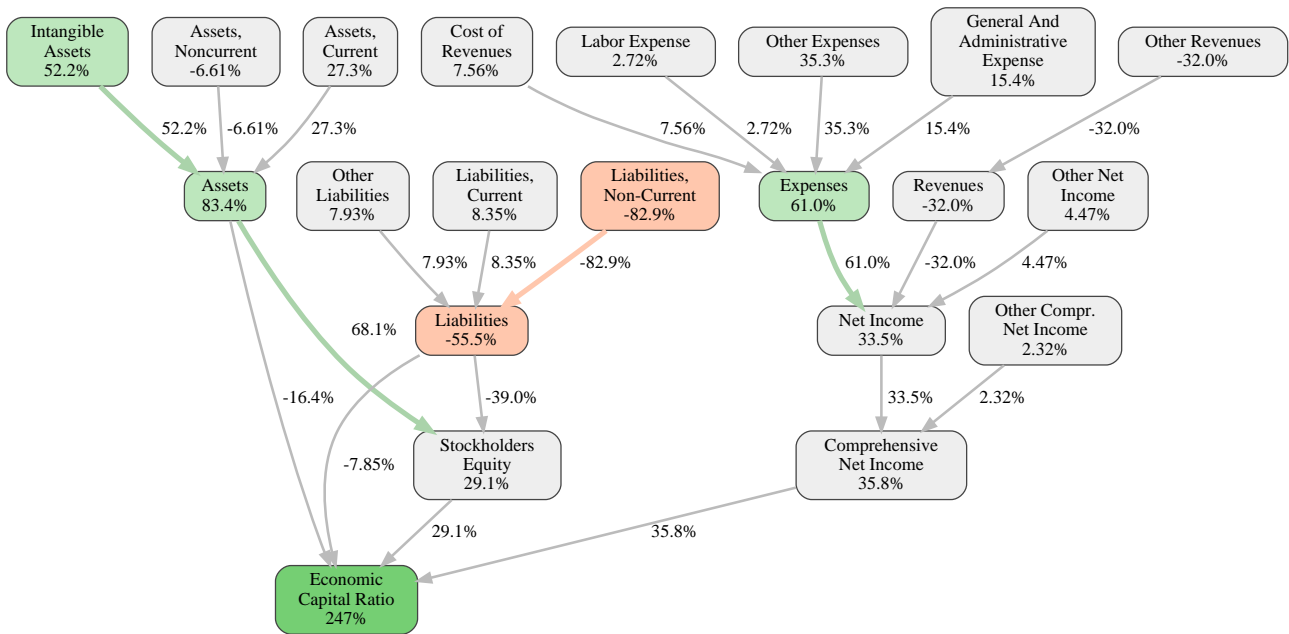 Intangible
Assets
52.2%
Assets,
Noncurrent
-6.61%
Assets,
Current
27.3%
Cost of
Revenues
7.56%
Labor Expense
2.72%
Other Expenses
35.3%
General And
Administrative
Expense
15.4%
Other Revenues
-32.0%
52.2%
-6.61%
27.3%
7.56%
2.72%
35.3%
15.4%
-32.0%
Assets
83.4%
Other
Liabilities
7.93%
Liabilities,
Current
8.35%
Liabilities,
Non-Current
-82.9%
Expenses
61.0%
Revenues
-32.0%
Other Net
Income
4.47%
7.93%
8.35%
-82.9%
61.0%
-32.0%
4.47%
68.1%
Liabilities
-55.5%
Net Income
33.5%
Other Compr.
Net Income
2.32%
-16.4%
-39.0%
33.5%
2.32%
-7.85%
Stockholders
Equity
29.1%
Comprehensive
Net Income
35.8%
29.1%
35.8%
Economic
Capital Ratio
247%